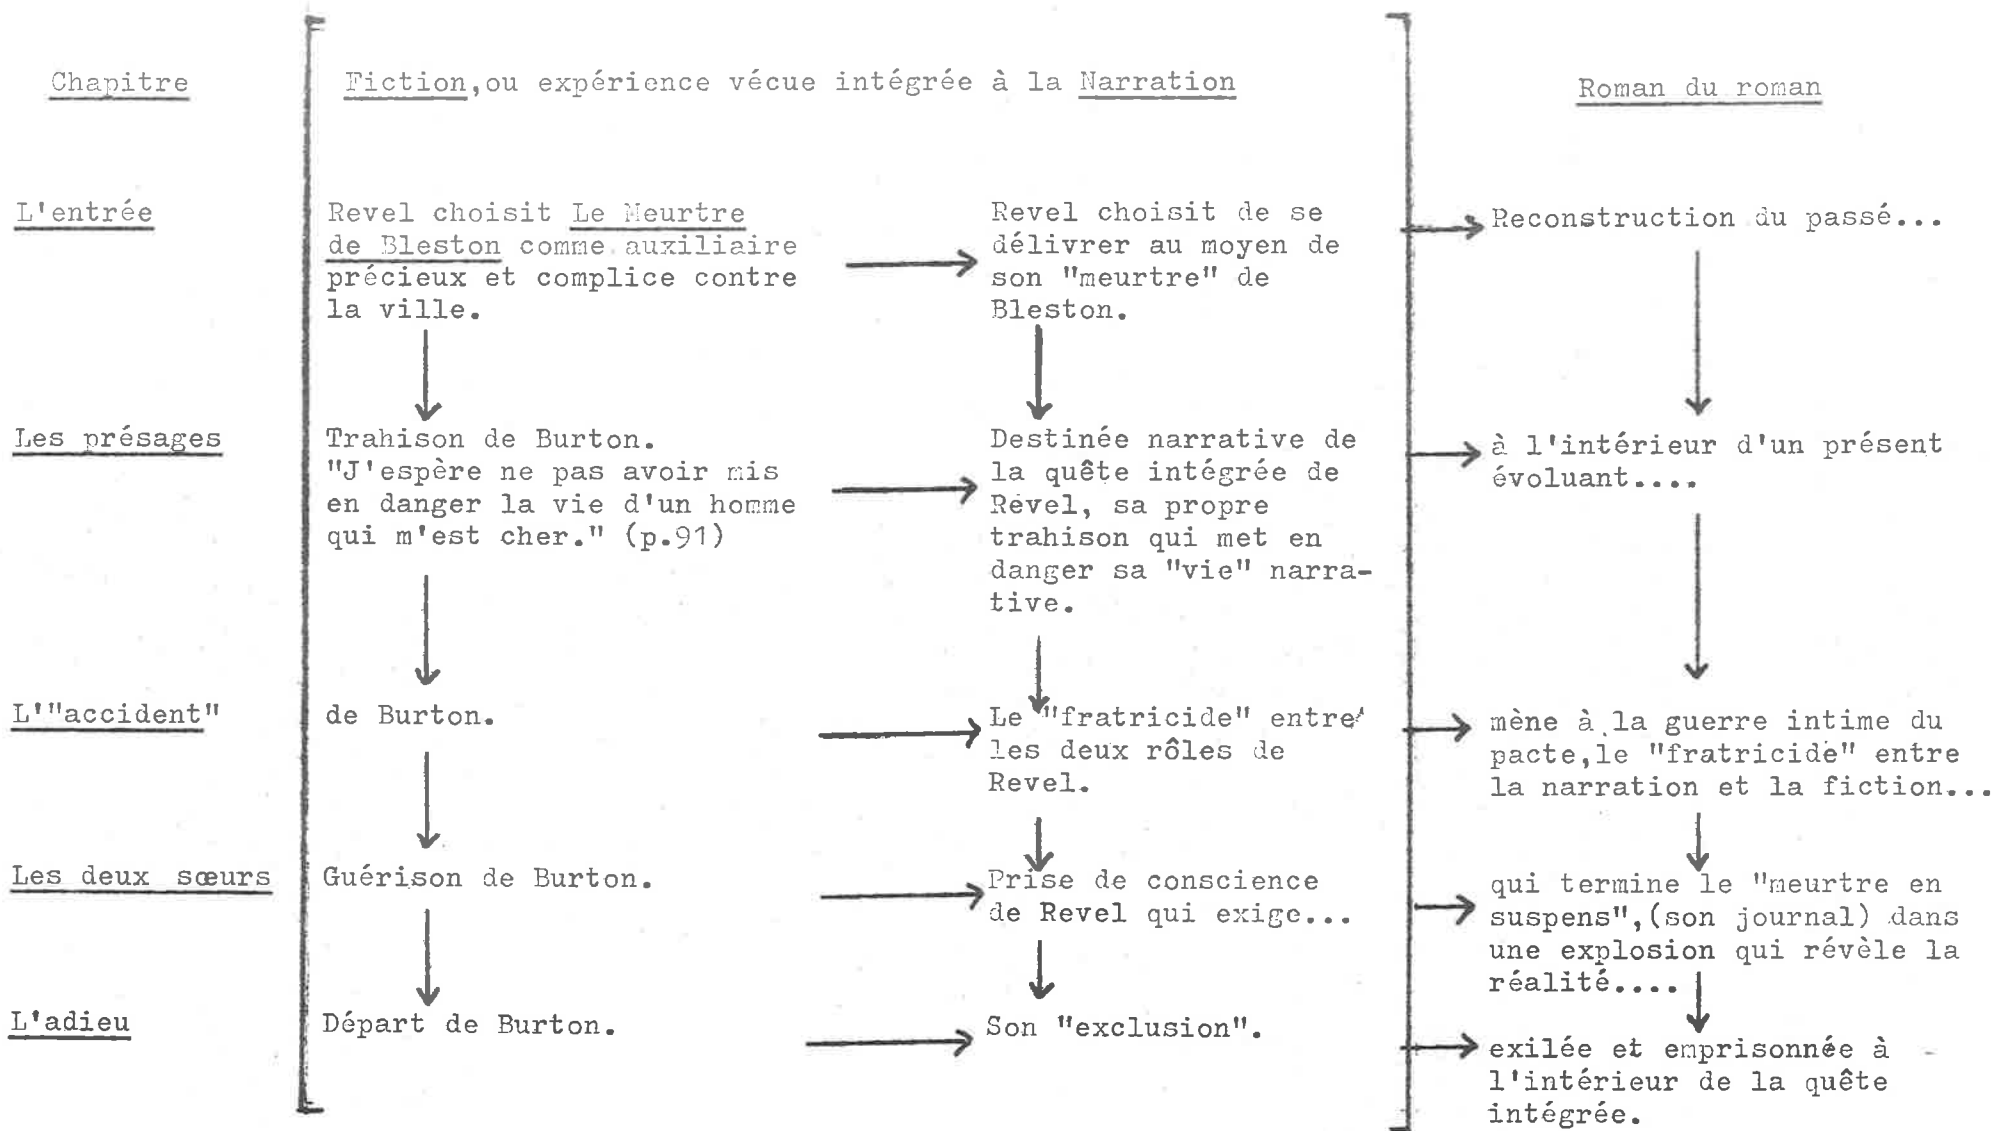 Chapitre
Fiction,ou expérience vécue intégrée à la Narration
Roman du roman
L'entrée
Revel choisit Le Meurtre
de Bleston comme auxiliaire
précieux et complice contre
la ville.
Revel choisit de se
délivrer au moyen de
son "meurtre" de
Bleston.
Reconstruction du passé...
Les présages
Trahison de Burton.
"J'espère ne pas avoir mis
en danger la vie d'un homme
qui m'est cher." (p.91)
Destinée narrative de
la quête intégrée de
Revel, sa propre
trahison qui met en
danger sa "vie" narra-
tive.
à l'intérieur d'un présent
évoluant....
L'"accident"
de Burton.
Le "fratricide" entre
les deux rôles de
Revel.
mène à la guerre intime du
pacte,le "fratricide" entre
la narration et la fiction...
Les deux sœurs
Guérison de Burton.
Prise de conscience
de Revel qui exige...
qui termine le "meurtre en
suspens",(son journal) dans
une explosion qui révèle la
réalité....
L'adieu
Départ de Burton.
Son "exclusion".
exilée et emprisonnée à
l'intérieur de la quête
intégrée.